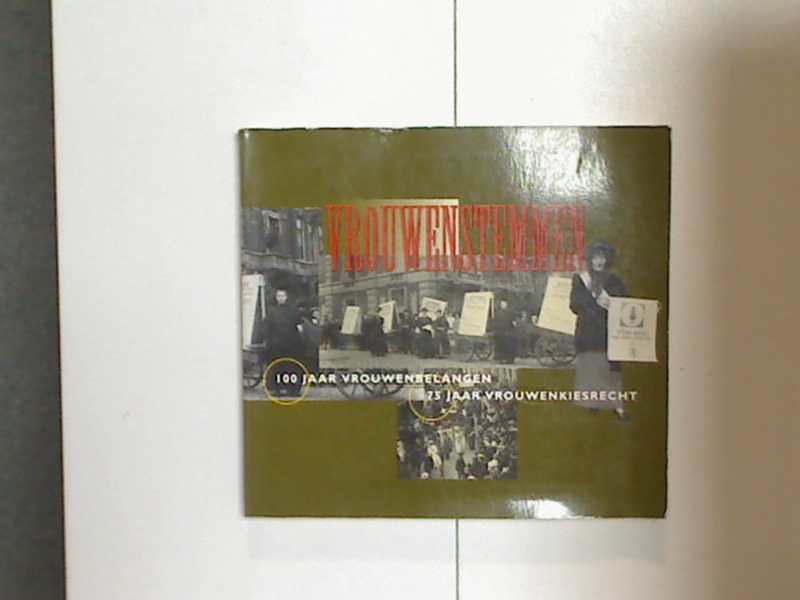 VROUWENSTEMMEN
100 JAAR VROUWENBELANGEN
75 JAAR VROUWENKIESRECHT